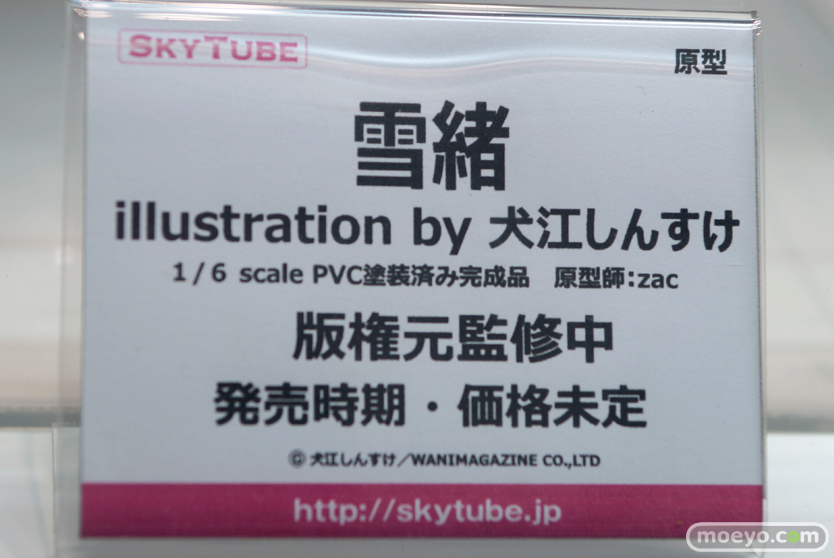 SKYTUBE
原型
雪緒
illustration by 犬江しんすけ
1/6 scale PVC塗装済み完成品 原型師:zac
版権元監修中
発売時期・価格未定
© 犬江しんすけ/WANIMAGAZINE CO.,LTD
http://skytube.jp
moeyo.com